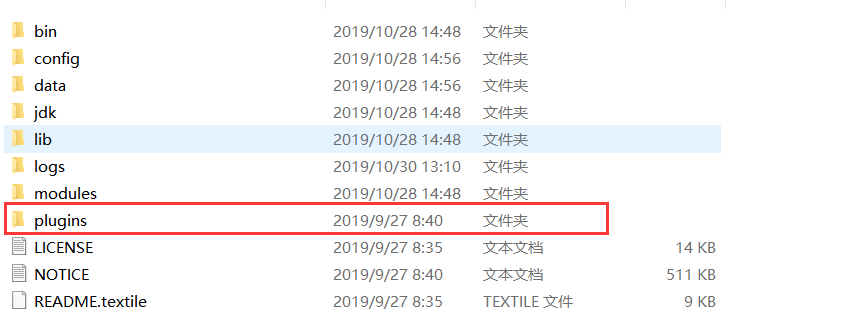 bin 2019/10/28 14:48 文件夹
config 2019/10/28 14:56 文件夹
data 2019/10/28 14:56 文件夹
jdk 2019/10/28 14:48 文件夹
lib 2019/10/28 14:48 文件夹
logs 2019/10/30 13:10 文件夹
modules 2019/10/28 14:48 文件夹
plugins 2019/9/27 8:40 文件夹
LICENSE 2019/9/27 8:35 文本文档 14 KB
NOTICE 2019/9/27 8:40 文本文档 511 KB
README.textile 2019/9/27 8:35 TEXTILE 文件 9 KB